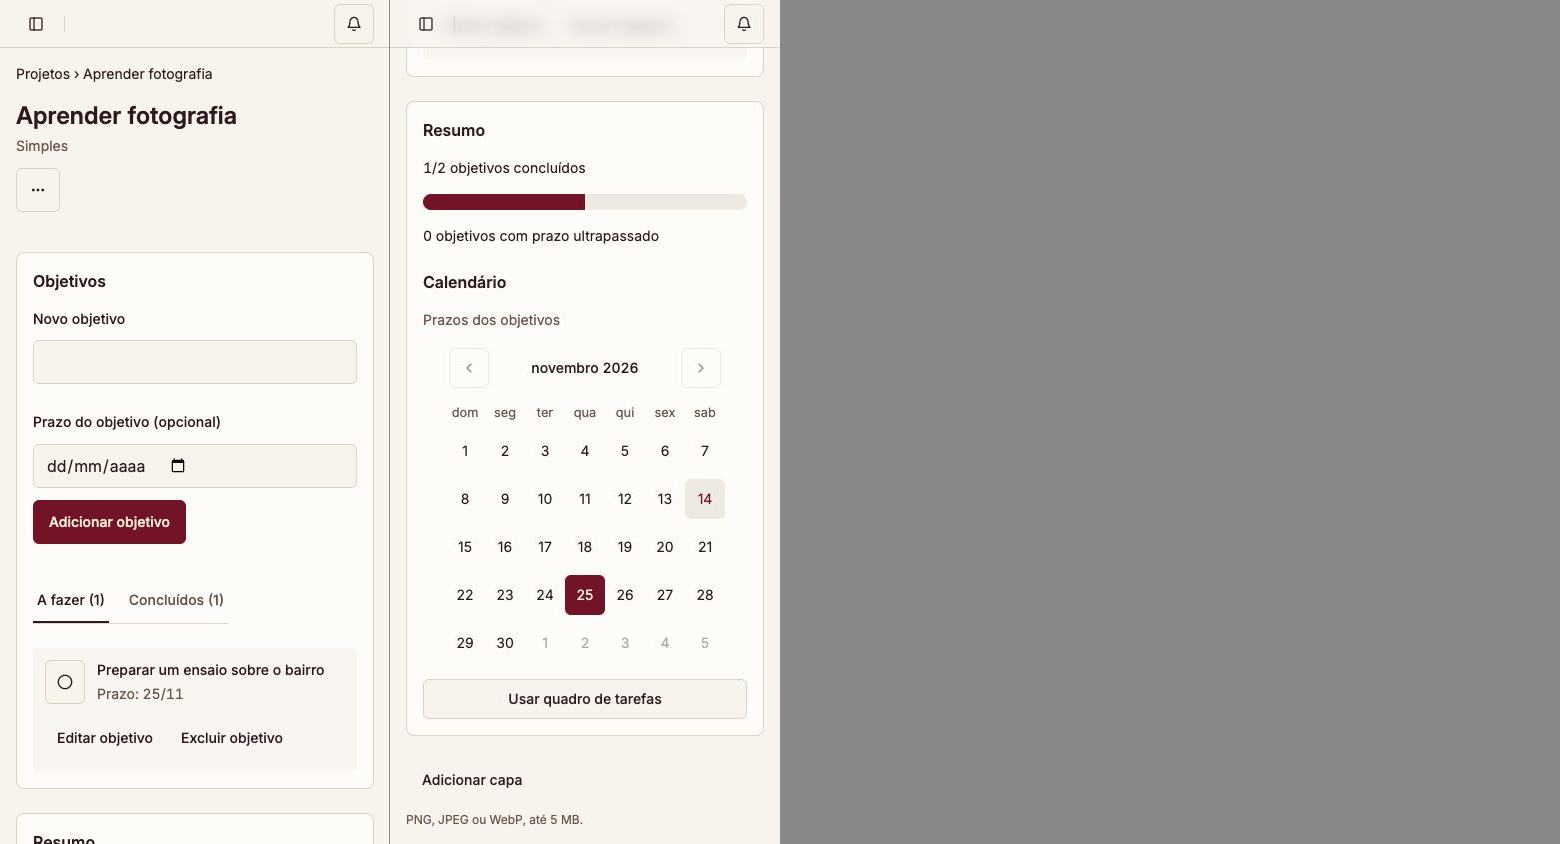 Projetos › Aprender fotografia
Aprender fotografia
Simples
...
Objetivos
Novo objetivo
Prazo do objetivo (opcional)
dd/mm/aaaa
Adicionar objetivo
A fazer (1) Concluídos (1)
Preparar um ensaio sobre o bairro
Prazo: 25/11
Editar objetivo Excluir objetivo
Resumo
Resumo
1/2 objetivos concluídos
0 objetivos com prazo ultrapassado
Calendário
Prazos dos objetivos
novembro 2026
dom seg ter qua qui sex sab
1 2 3 4 5 6 7
8 9 10 11 12 13 14
15 16 17 18 19 20 21
22 23 24 25 26 27 28
29 30 1 2 3 4 5
Usar quadro de tarefas
Adicionar capa
PNG, JPEG ou WebP, até 5 MB.